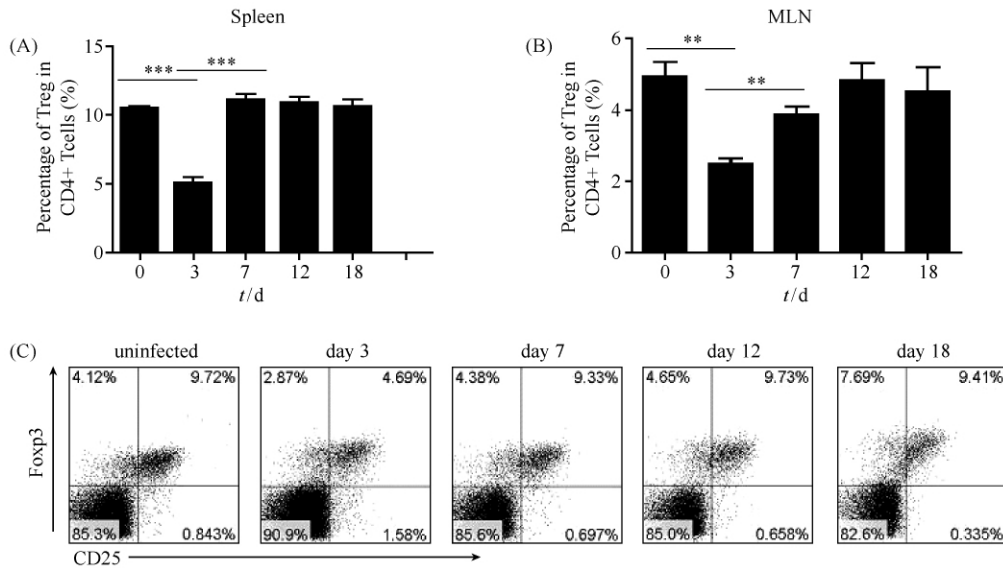 Spleen
(A)
Percentage of Treg in
CD4+ Tcells (%)
15
10
5
0
***
***
0 3 7 12 18
t/d
MLN
(B)
Percentage of Treg in
CD4+ Tcells (%)
6
4
2
0
**
**
0 3 7 12 18
t/d
(C)
uninfected day 3 day 7 day 12 day 18
4.12% 9.72% 2.87% 4.69% 4.38% 9.33% 4.65% 9.73% 7.69% 9.41%
Foxp3
85.3% 0.843% 90.9% 1.58% 85.6% 0.697% 85.0% 0.658% 82.6% 0.335%
CD25